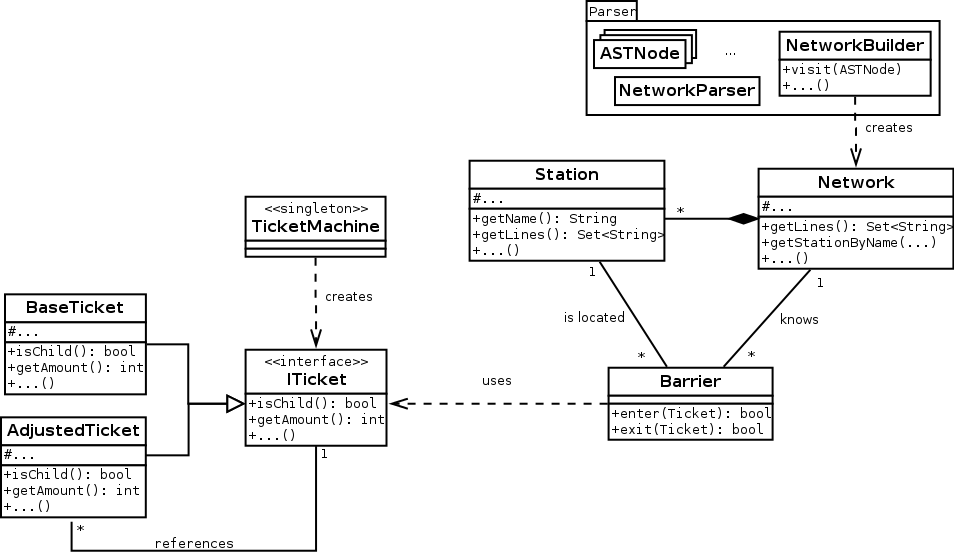 Parser
ASTNode
...
NetworkBuilder
+visit(ASTNode)
+...()
NetworkParser
creates
Station
#...
+getName(): String
+getLines(): Set<String>
+...()
*
Network
#...
+getLines(): Set<String>
+getStationByName(...)
+...()
<<singleton>>
TicketMachine
creates
1
is located
*
1
knows
*
BaseTicket
#...
+isChild(): bool
+getAmount(): int
+...()
<<interface>>
ITicket
+isChild(): bool
+getAmount(): int
+...()
1
uses
Barrier
+enter(Ticket): bool
+exit(Ticket): bool
AdjustedTicket
#...
+isChild(): bool
+getAmount(): int
+...()
*
references